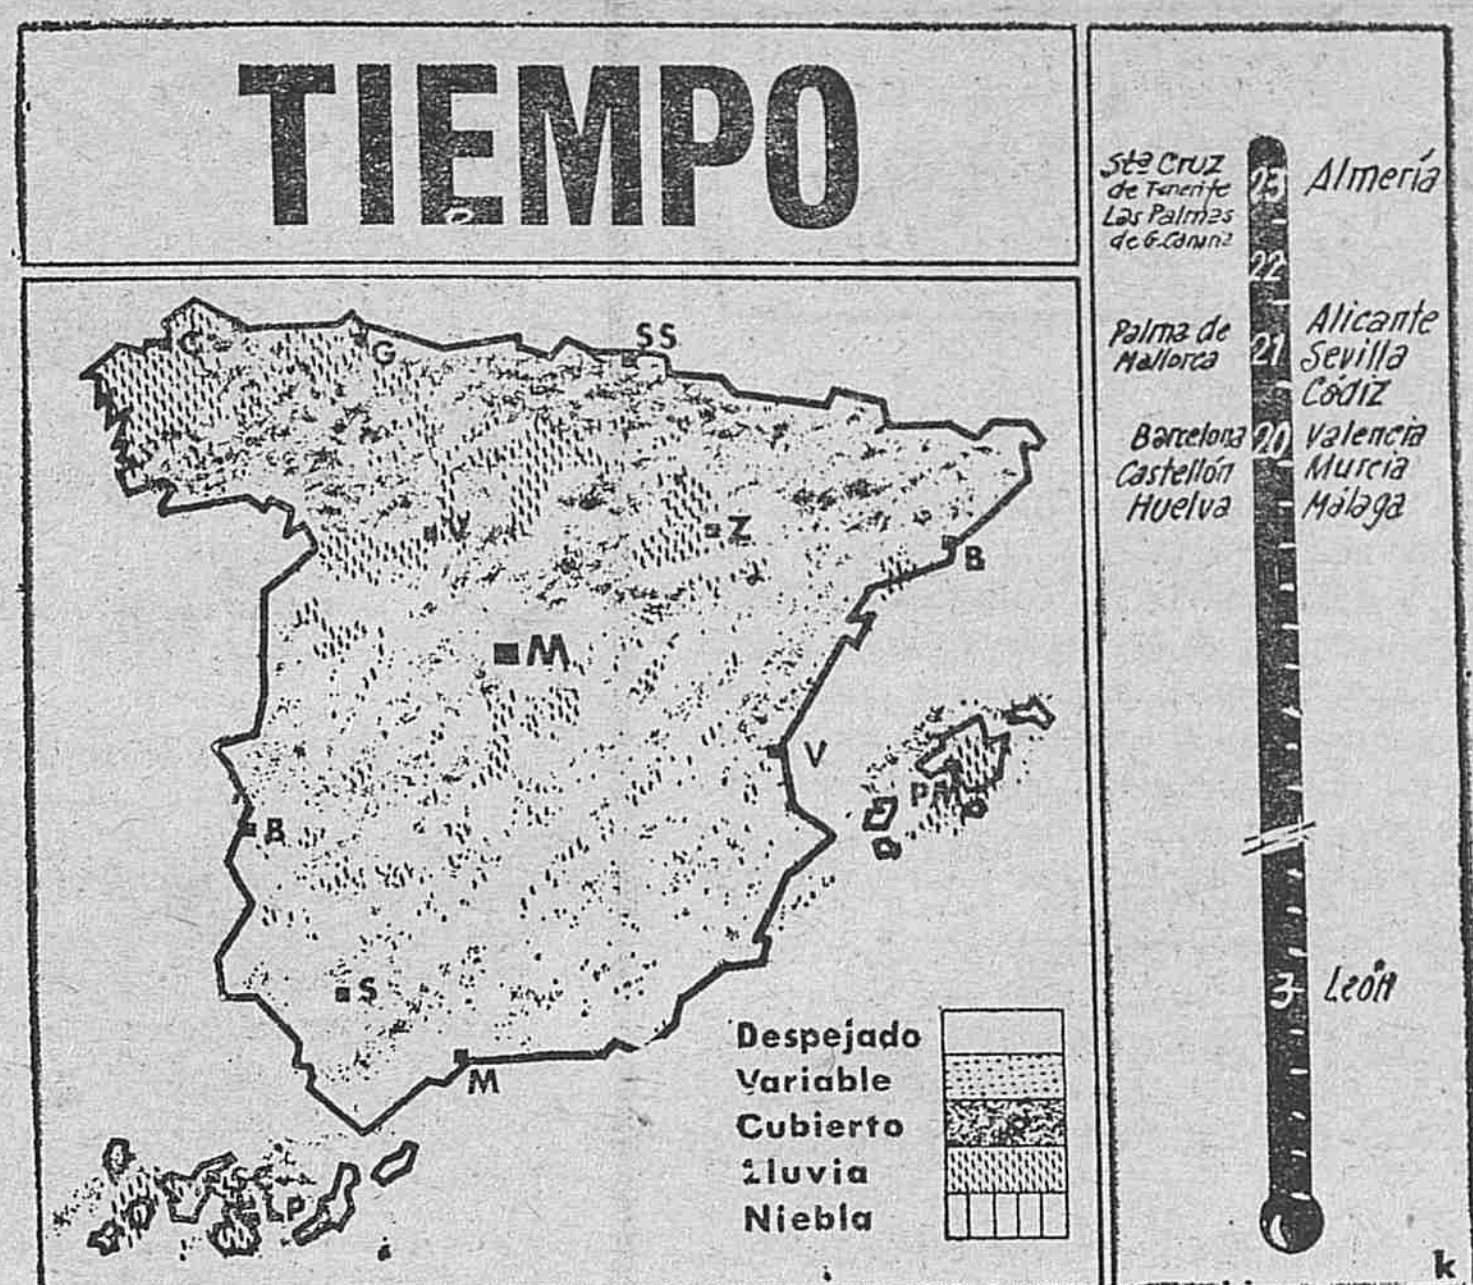 TIEMPO
C
G
SS
V
Z
B
M
V
PM
B
S
M
P
Despejado
Variable
Cubierto
Lluvia
Niebla
Stª Cruz
de Tenerife
Las Palmas
de G. Canaria
23
Almería
22
Palma de
Mallorca
21
Alicante
Sevilla
Cádiz
Barcelona
Castellón
Huelva
20
Valencia
Murcia
Málaga
3
León
k